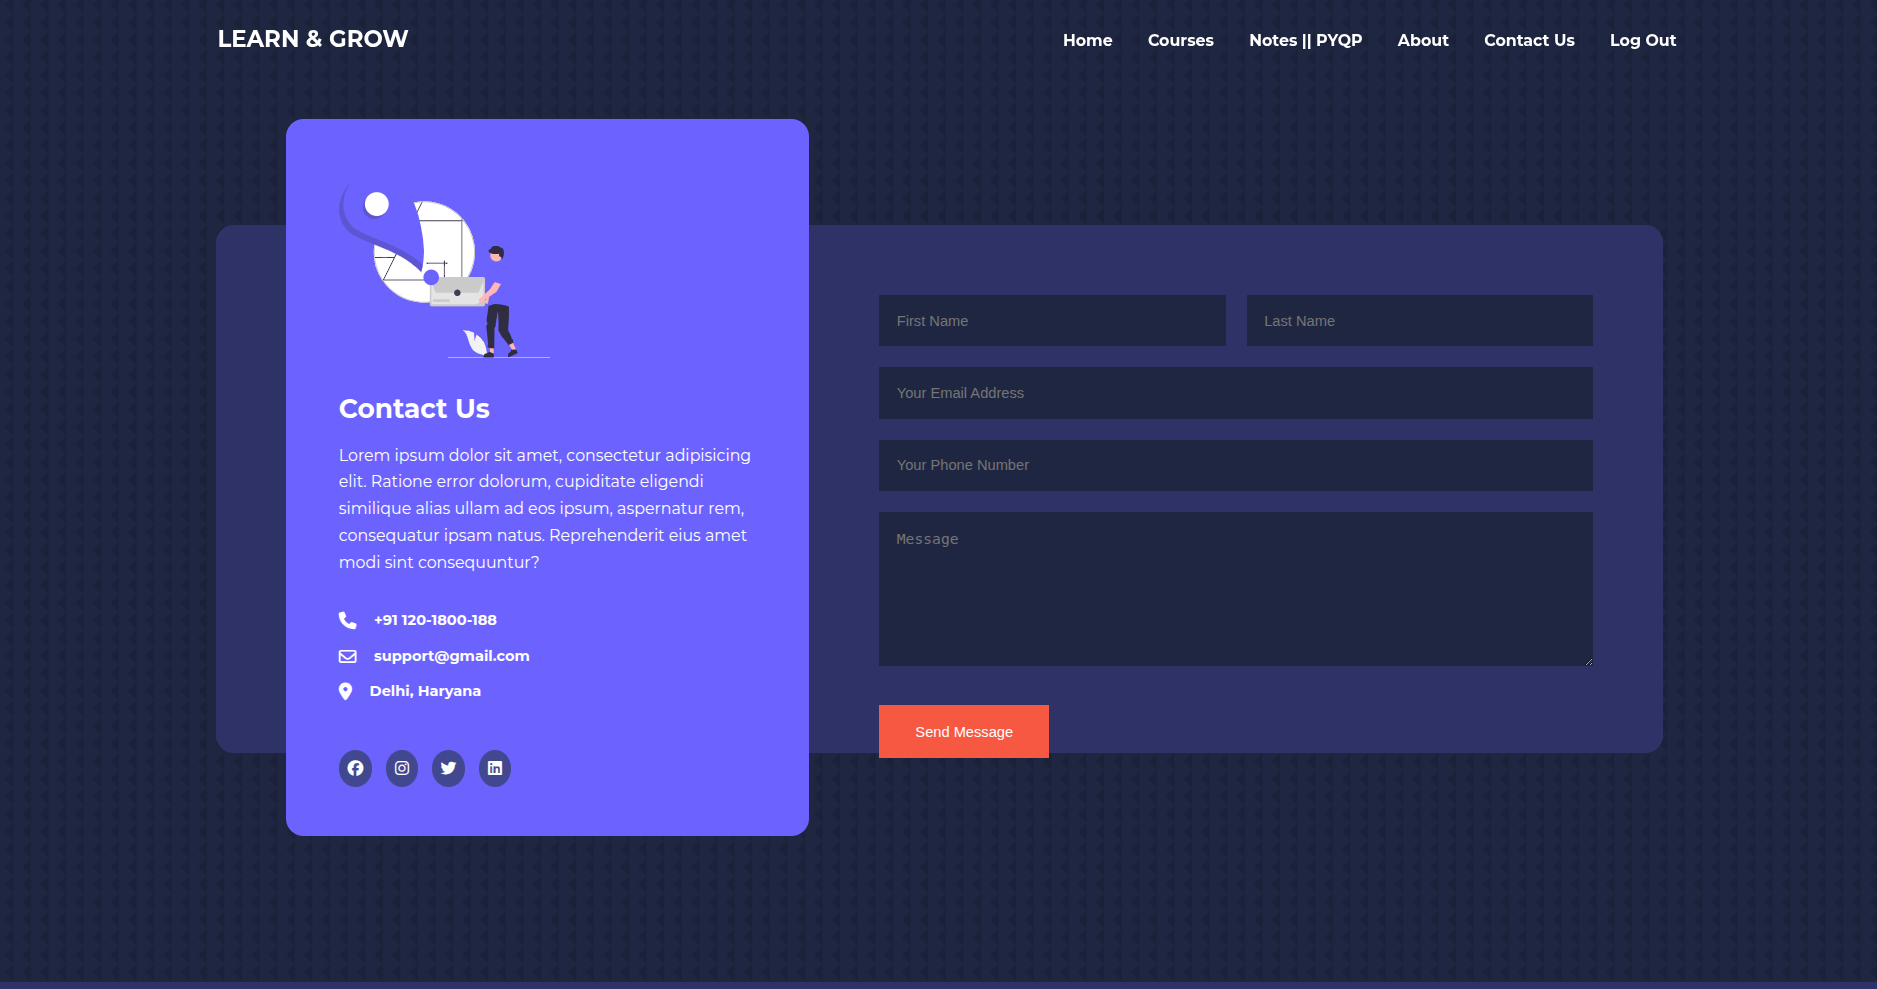 LEARN & GROW
Home
Courses
Notes || PYQP
About
Contact Us
Log Out
Contact Us
Lorem ipsum dolor sit amet, consectetur adipisicing
elit. Ratione error dolorum, cupiditate eligendi
similique alias ullam ad eos ipsum, aspernatur rem,
consequatur ipsam natus. Reprehenderit eius amet
modi sint consequuntur?
+91 120-1800-188
support@gmail.com
Delhi, Haryana
First Name
Last Name
Your Email Address
Your Phone Number
Message
Send Message